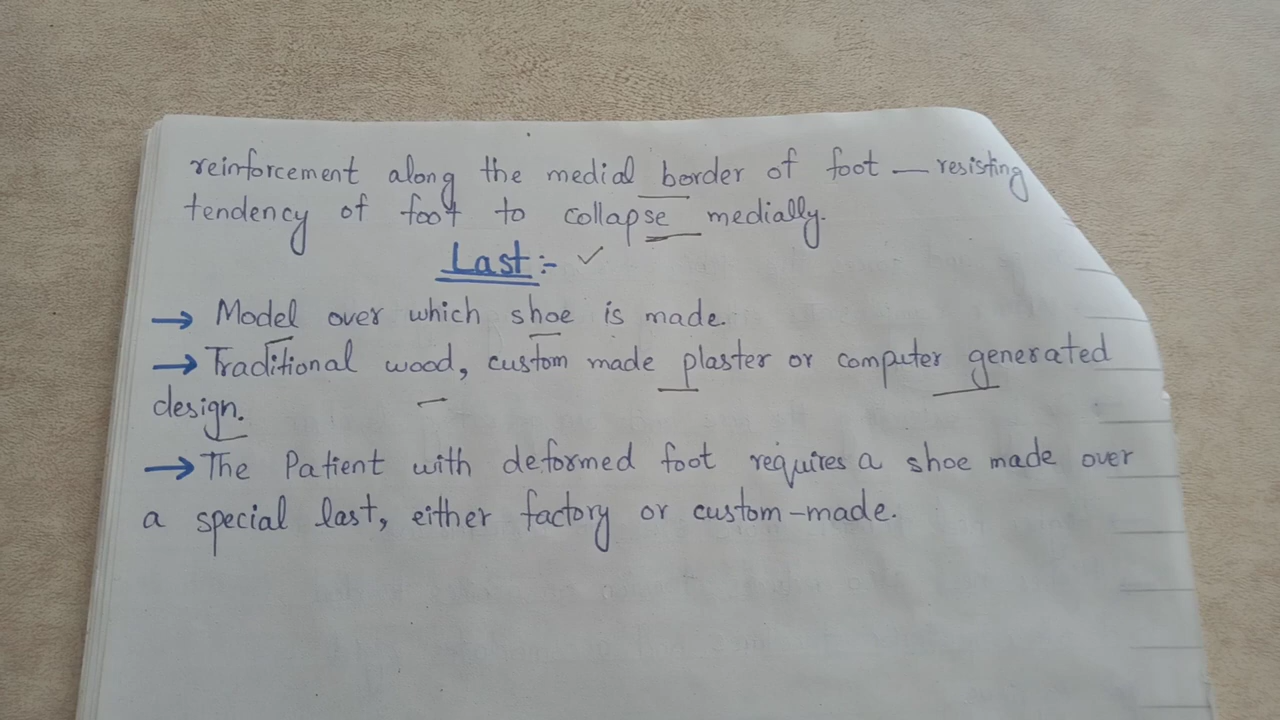 reinforcement along the medial border of foot — resisting
tendency of foot to collapse medially.
Last :- ✓
→ Model over which shoe is made.
→ Traditional wood, custom made plaster or computer generated
design.
→ The Patient with deformed foot requires a shoe made over
a special last, either factory or custom-made.